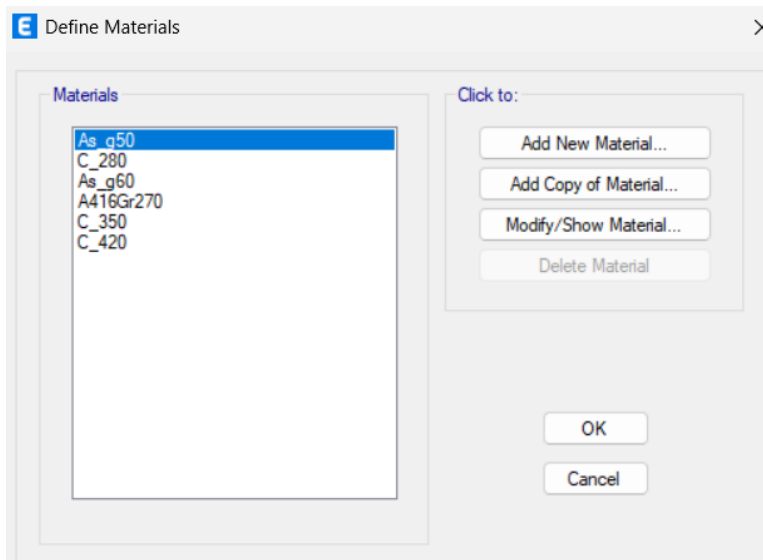 E Define Materials
Materials
As_g50
C_280
As_g60
A416Gr270
C_350
C_420
Click to:
Add New Material...
Add Copy of Material...
Modify/Show Material...
Delete Material
OK
Cancel